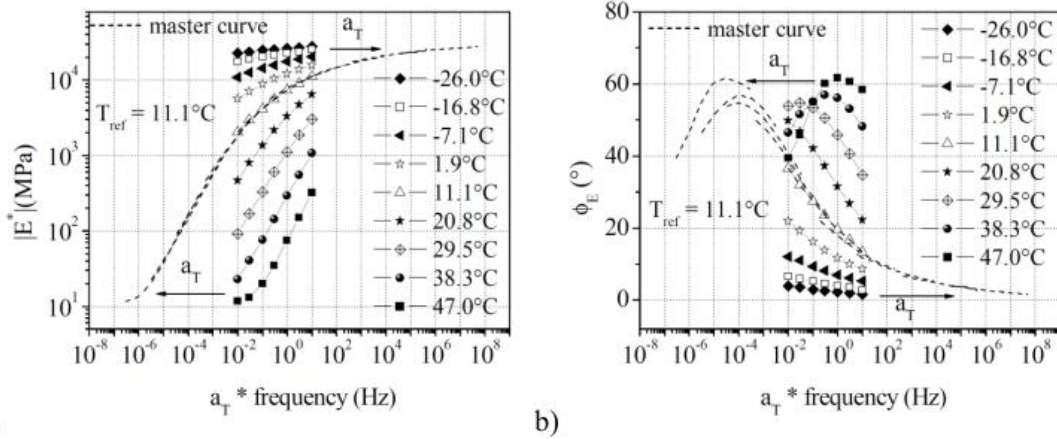 master curve
a_T
T_ref = 11.1°C
a_T
-26.0°C
-16.8°C
-7.1°C
1.9°C
11.1°C
20.8°C
29.5°C
38.3°C
47.0°C
|E*|(MPa)
10^4
10^3
10^2
10^1
10^-8 10^-6 10^-4 10^-2 10^0 10^2 10^4 10^6 10^8
a_T * frequency (Hz)
b)
master curve
a_T
T_ref = 11.1°C
a_T
-26.0°C
-16.8°C
-7.1°C
1.9°C
11.1°C
20.8°C
29.5°C
38.3°C
47.0°C
ϕ_E (°)
80
60
40
20
0
10^-8 10^-6 10^-4 10^-2 10^0 10^2 10^4 10^6 10^8
a_T * frequency (Hz)